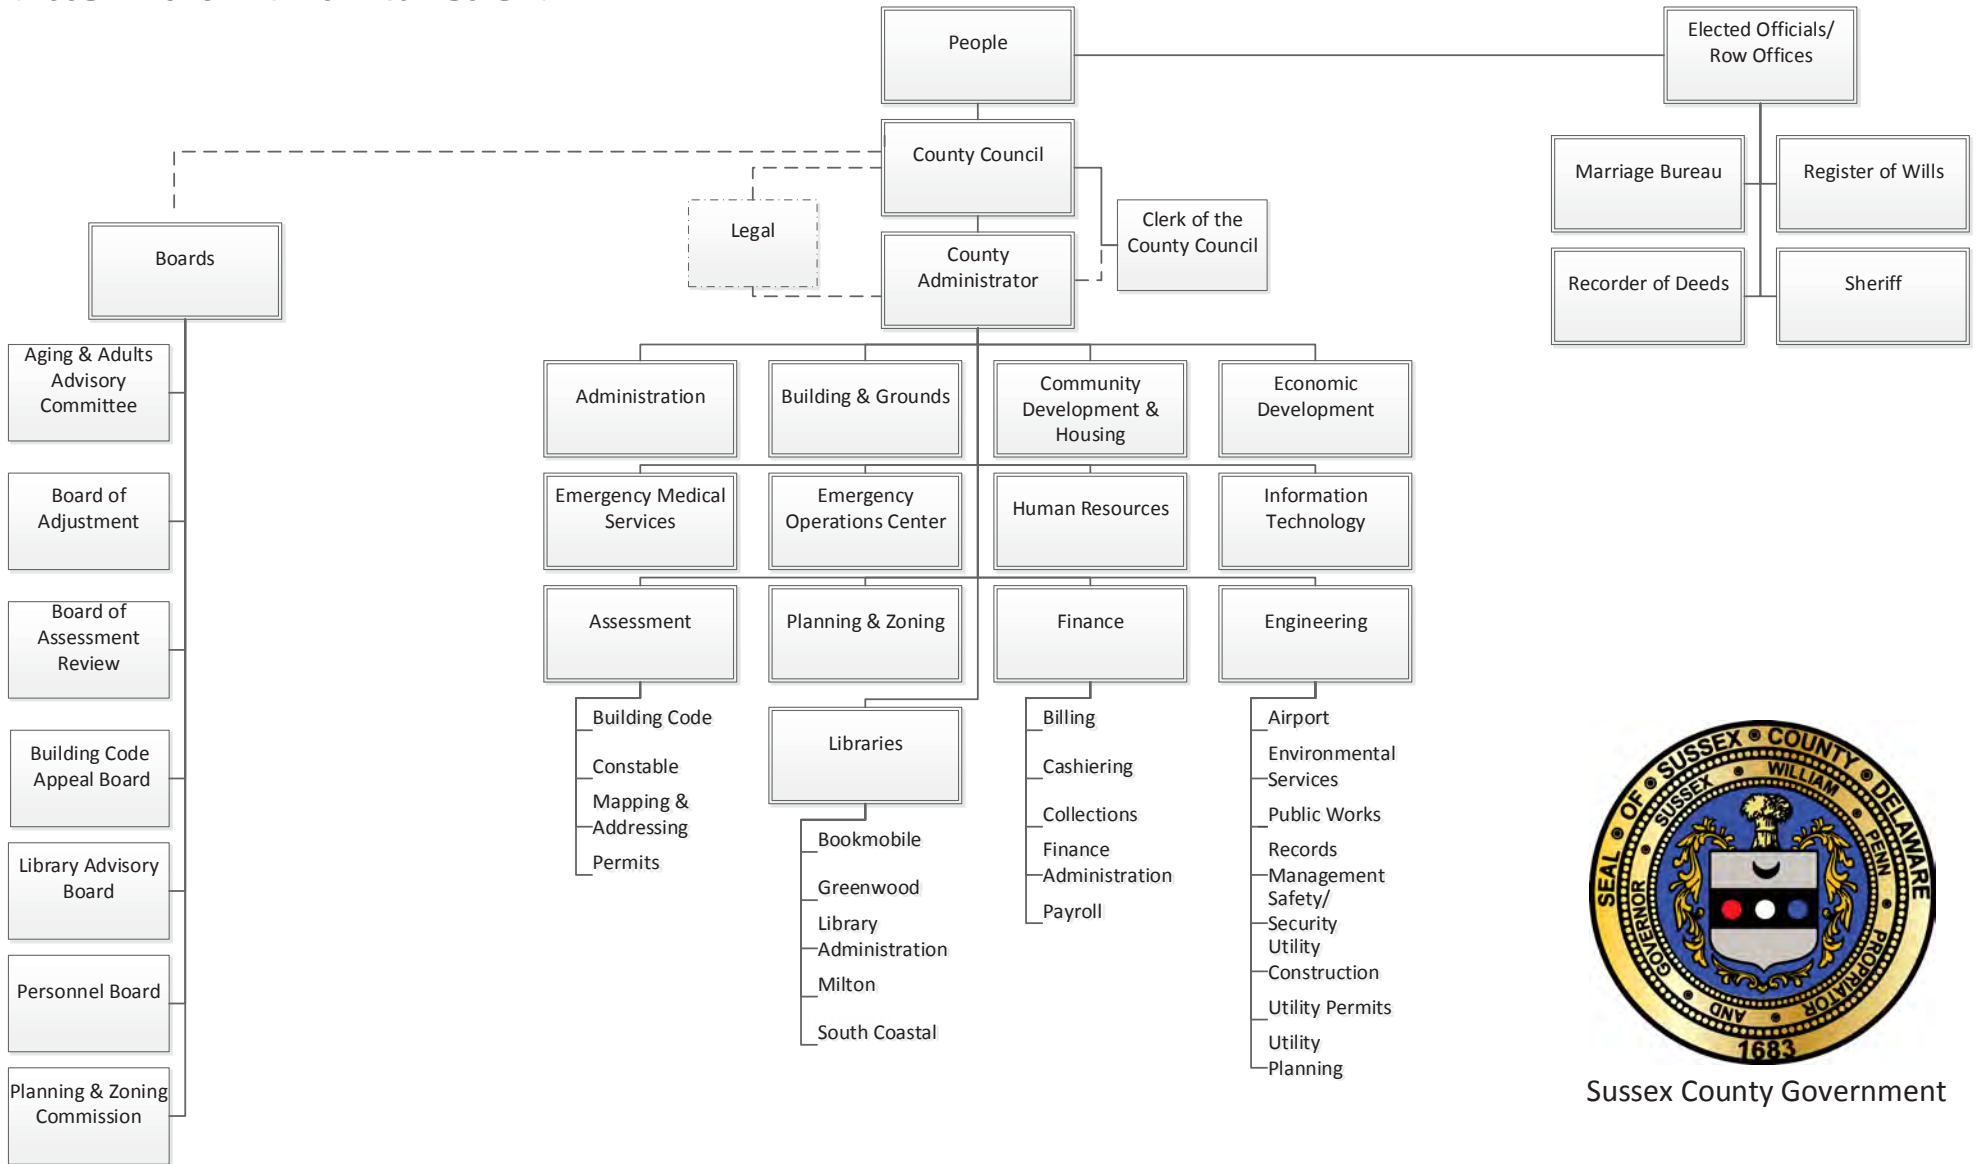 People
Elected Officials/
Row Offices
County Council
Marriage Bureau
Register of Wills
Legal
Clerk of the
County Council
Boards
County
Administrator
Recorder of Deeds
Sheriff
Aging & Adults
Advisory
Committee
Administration
Building & Grounds
Community
Development &
Housing
Economic
Development
Board of
Adjustment
Emergency Medical
Services
Emergency
Operations Center
Human Resources
Information
Technology
Board of
Assessment
Review
Assessment
Planning & Zoning
Finance
Engineering
Building Code
Appeal Board
Library Advisory
Board
Personnel Board
Planning & Zoning
Commission
Building Code
Constable
Mapping &
Addressing
Permits
Libraries
Bookmobile
Greenwood
Library
Administration
Milton
South Coastal
Billing
Cashiering
Collections
Finance
Administration
Payroll
Airport
Environmental
Services
Public Works
Records
Management
Safety/
Security
Utility
Construction
Utility Permits
Utility
Planning
SEAL OF SUSSEX COUNTY DELAWARE
SUSSEX WILLIAM PENN PROPRIATOR AND GOVERNOR
1683
Sussex County Government